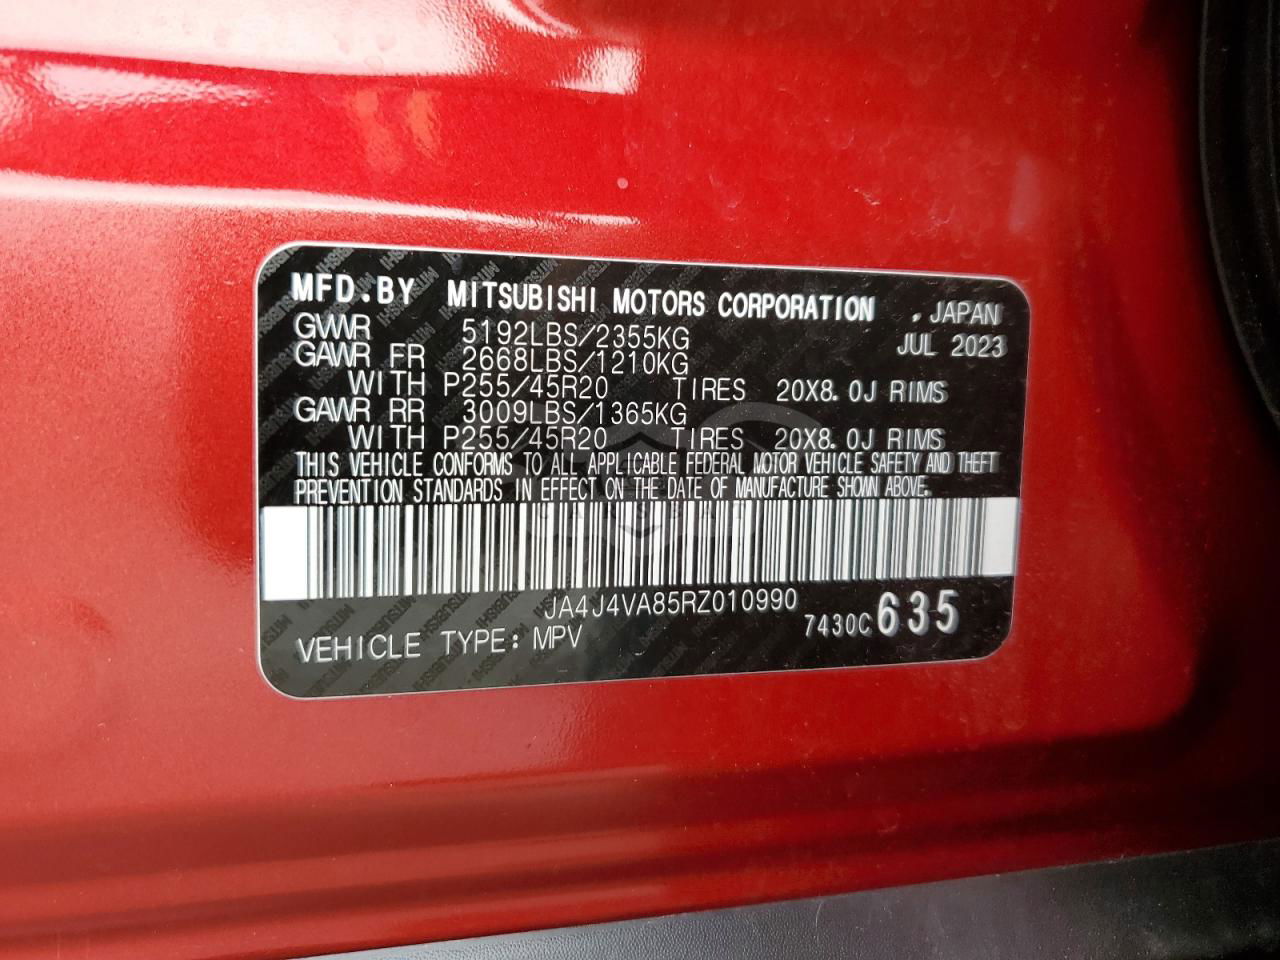 MFD.BY MITSUBISHI MOTORS CORPORATION , JAPAN
GVWR 5192LBS/2355KG JUL 2023
GAWR FR 2668LBS/1210KG
WITH P255/45R20 TIRES 20X8.0J RIMS
GAWR RR 3009LBS/1365KG
WITH P255/45R20 TIRES 20X8.0J RIMS
THIS VEHICLE CONFORMS TO ALL APPLICABLE FEDERAL MOTOR VEHICLE SAFETY AND THEFT
PREVENTION STANDARDS IN EFFECT ON THE DATE OF MANUFACTURE SHOWN ABOVE.
JA4J4VA85RZ010990
7430C 635
VEHICLE TYPE: MPV